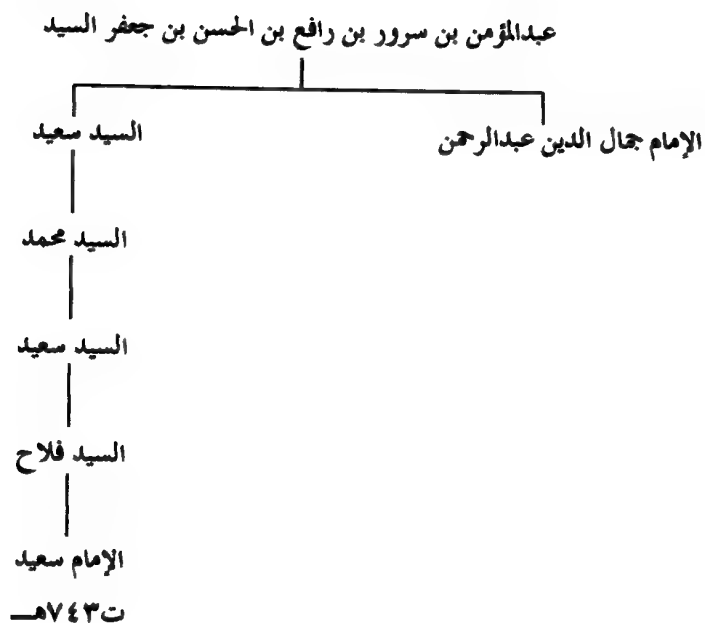 عبدالمؤمن بن سرور بن رافع بن الحسن بن جعفر السيد
الإمام جمال الدين عبدالرحمن
السيد سعيد
السيد محمد
السيد سعيد
السيد فلاح
الإمام سعيد
ت٧٤٣هـ